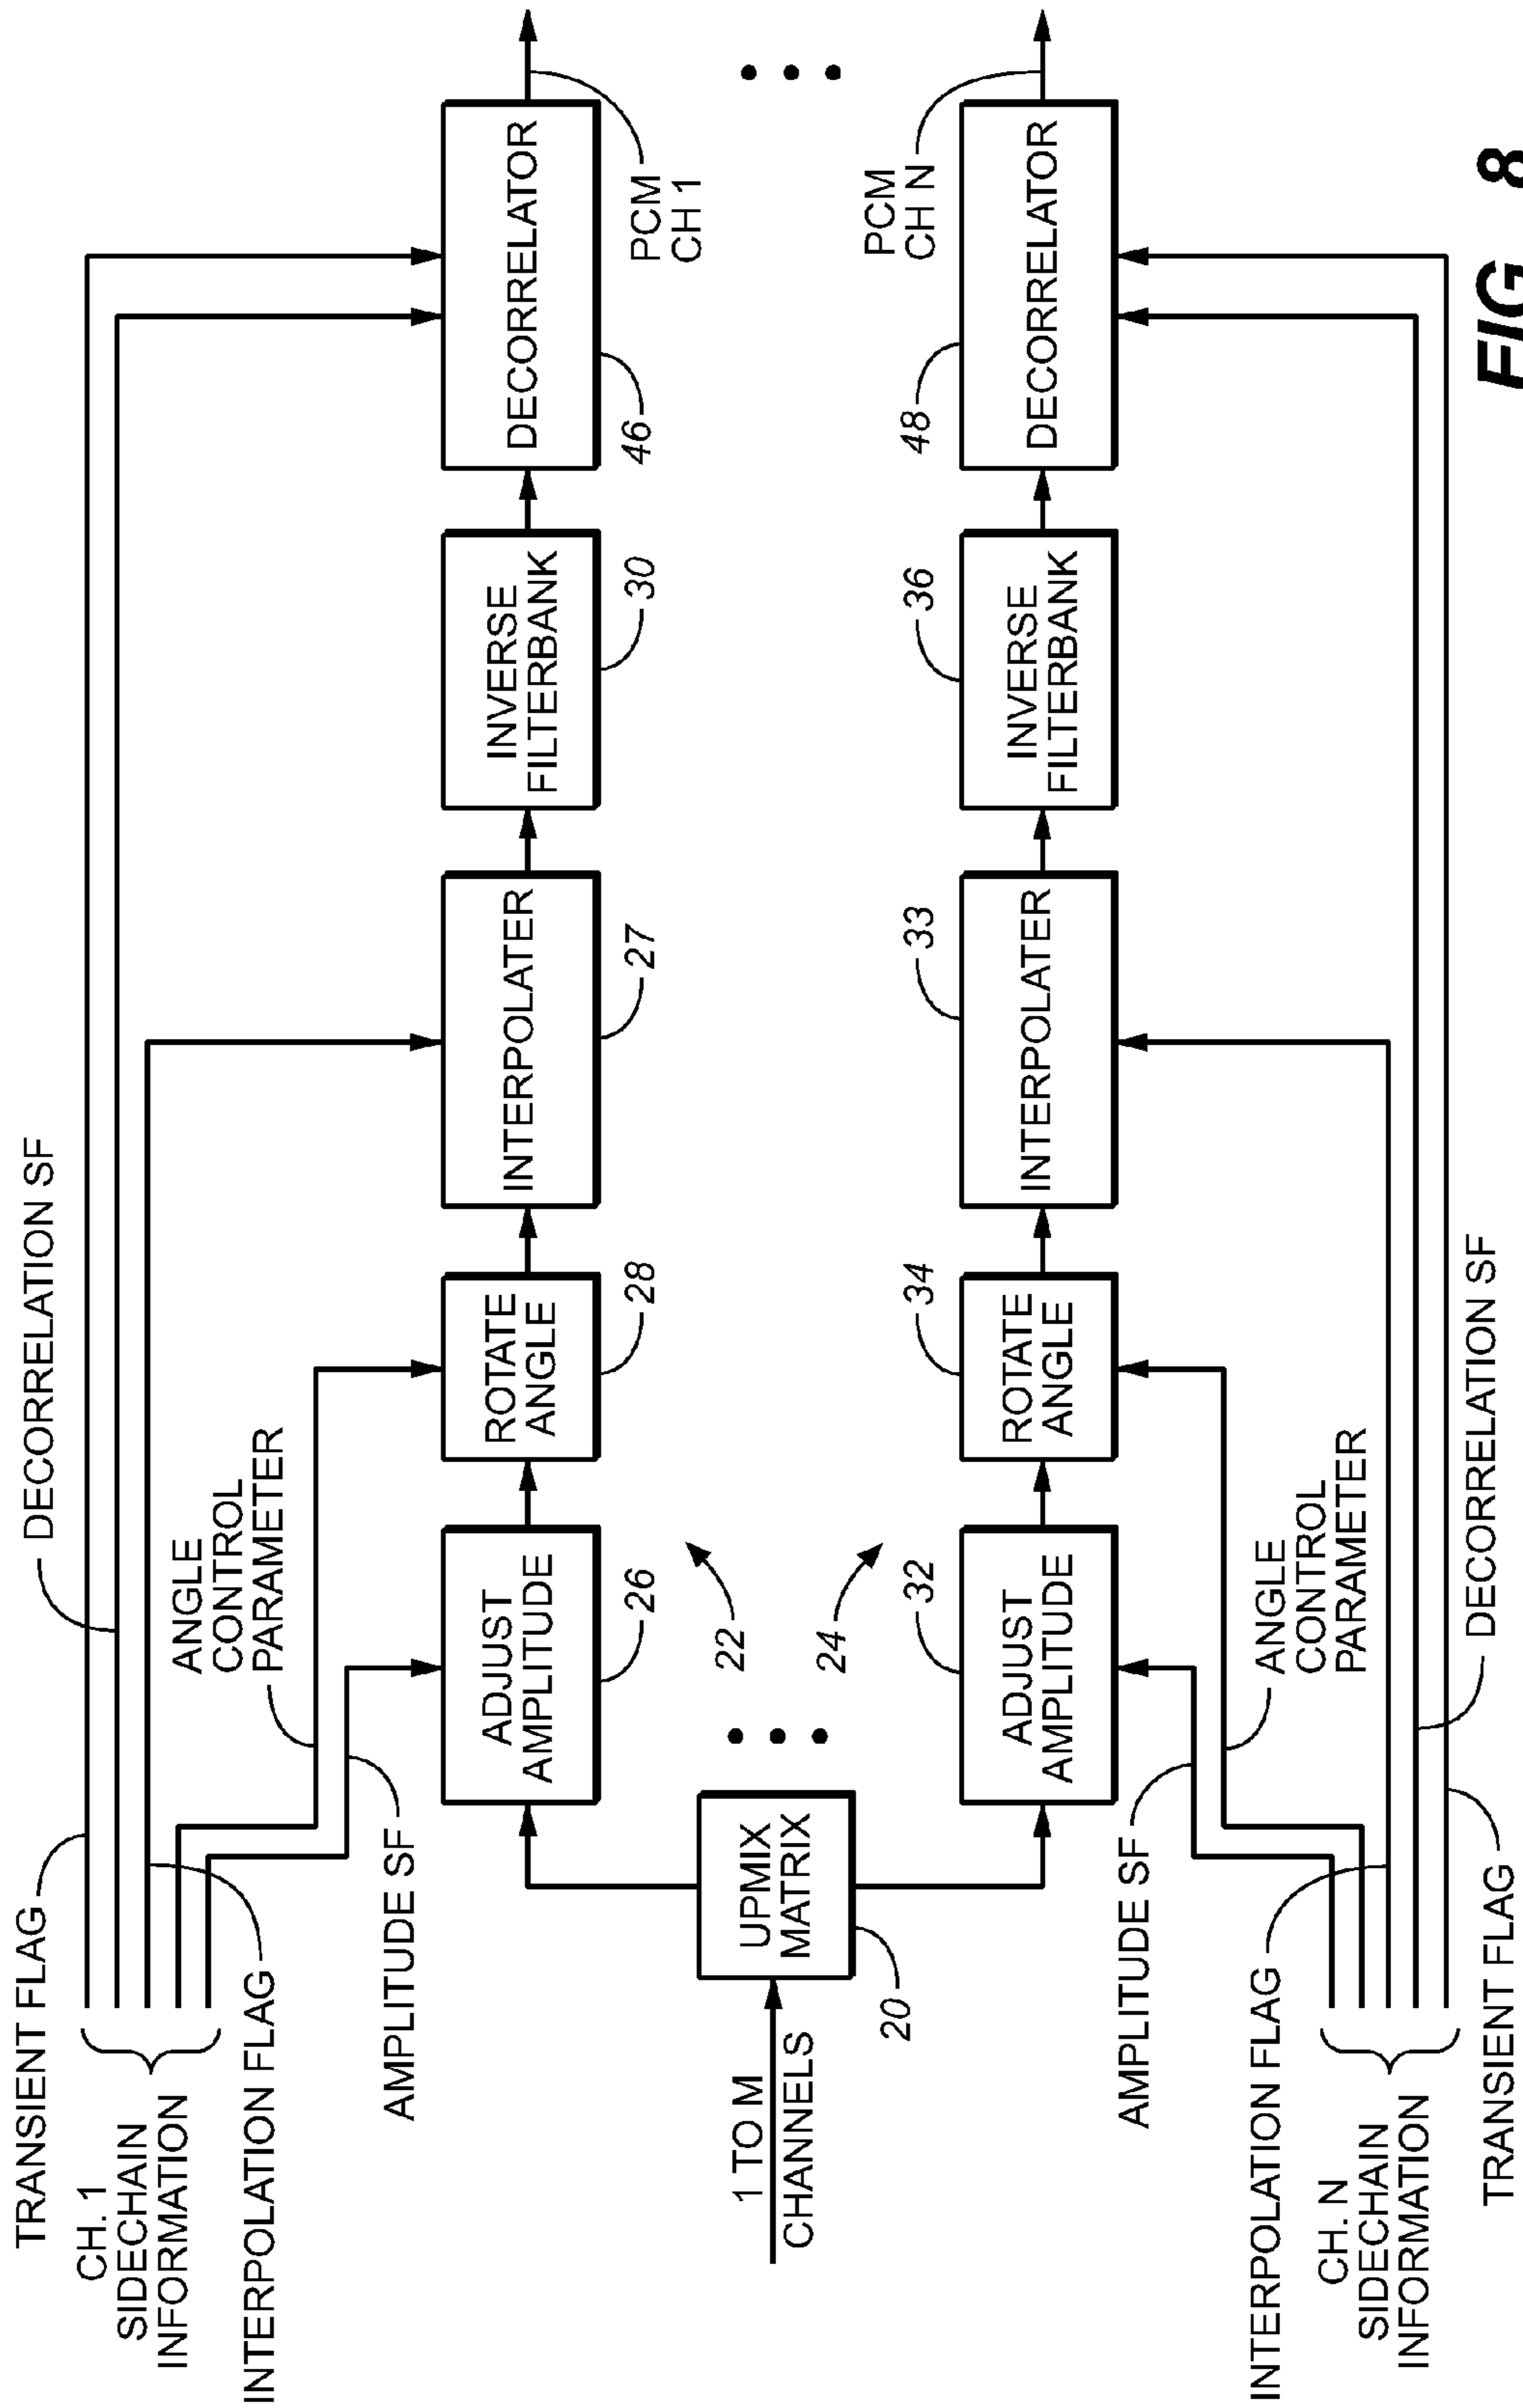 TRANSIENT FLAG
DECORRELATION SF
CH. 1
SIDECHAIN
INFORMATION
ANGLE
CONTROL
PARAMETER
INTERPOLATION FLAG
AMPLITUDE SF
ADJUST
AMPLITUDE
26
ROTATE
ANGLE
28
INTERPOLATER
27
INVERSE
FILTERBANK
30
DECORRELATOR
46
PCM
CH 1
22
1 TO M
CHANNELS
UPMIX
MATRIX
20
24
ADJUST
AMPLITUDE
32
ROTATE
ANGLE
34
INTERPOLATER
33
INVERSE
FILTERBANK
36
DECORRELATOR
48
PCM
CH N
AMPLITUDE SF
INTERPOLATION FLAG
ANGLE
CONTROL
PARAMETER
CH. N
SIDECHAIN
INFORMATION
DECORRELATION SF
TRANSIENT FLAG
FIG._8